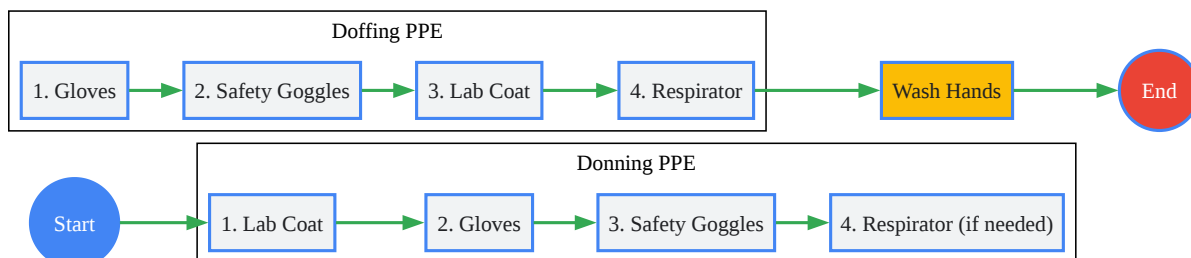 Doffing PPE
1. Gloves
2. Safety Goggles
3. Lab Coat
4. Respirator
Wash Hands
End
Donning PPE
Start
1. Lab Coat
2. Gloves
3. Safety Goggles
4. Respirator (if needed)